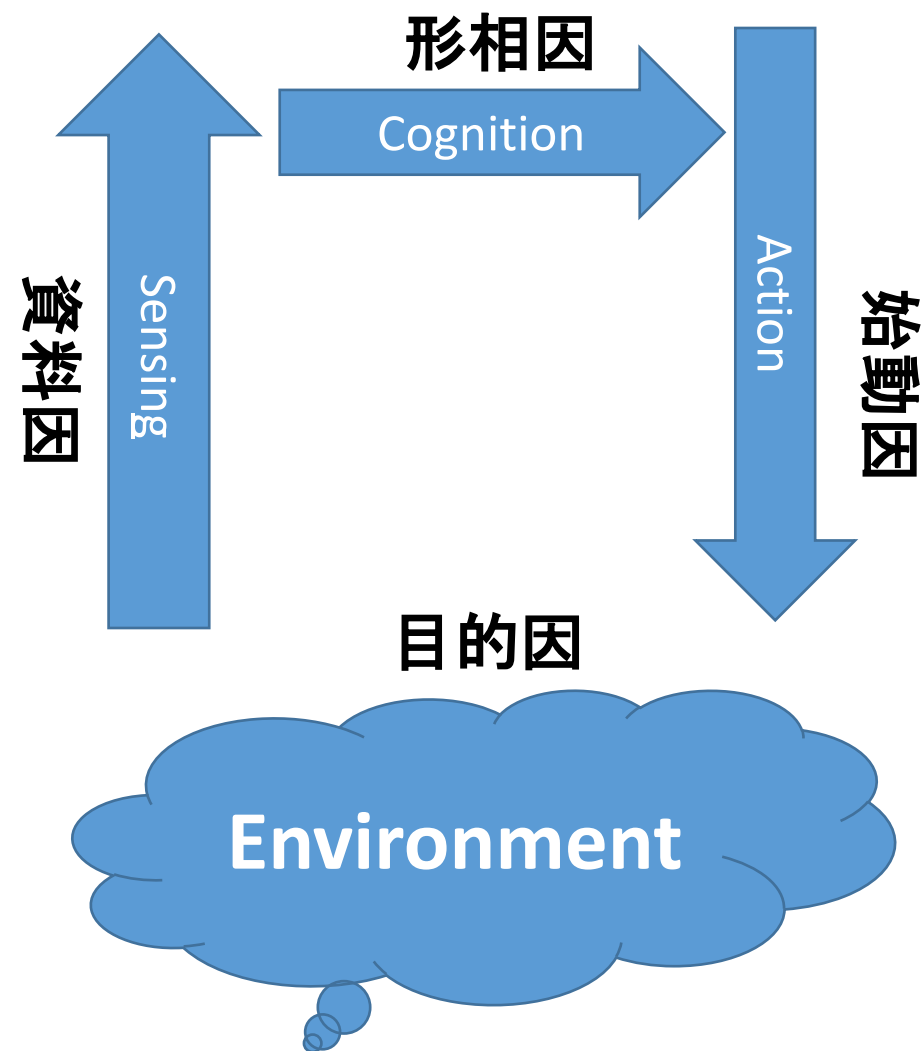 形相因
Cognition
資料因
Sensing
Action
始動因
目的因
Environment